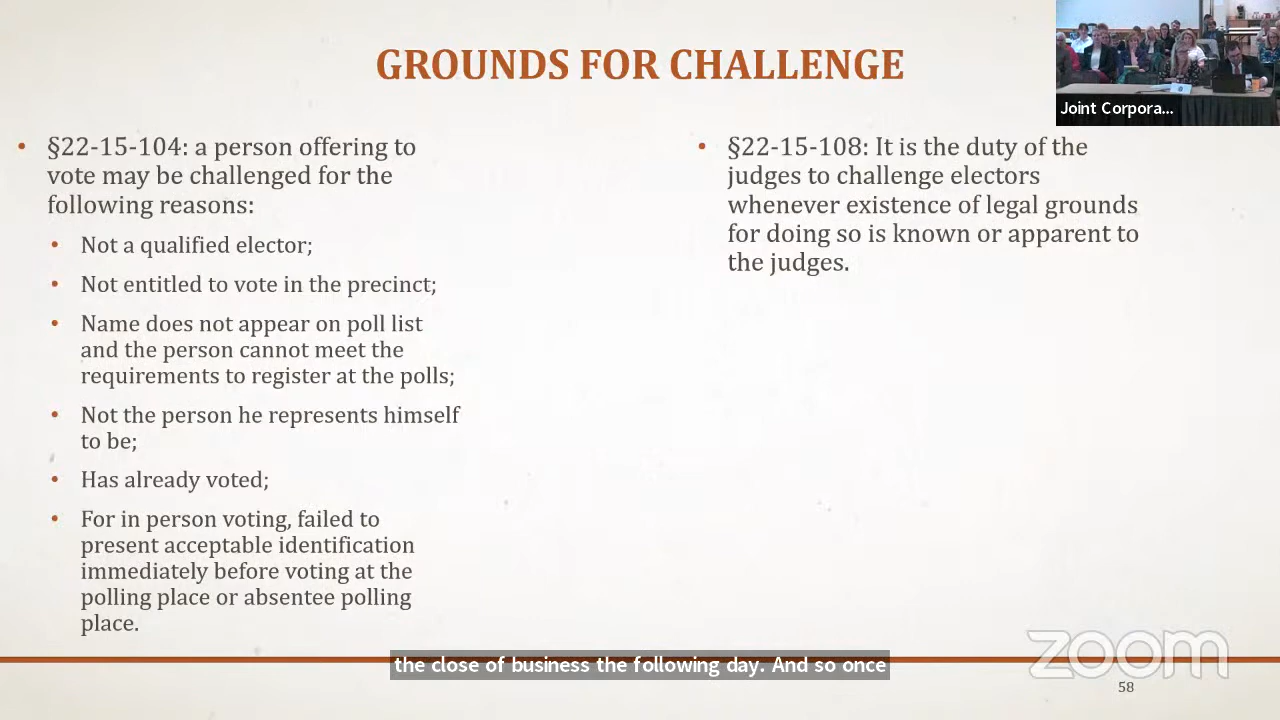 GROUNDS FOR CHALLENGE
Joint Corpora...
• §22-15-104: a person offering to
vote may be challenged for the
following reasons:
• Not a qualified elector;
• Not entitled to vote in the precinct;
• Name does not appear on poll list
and the person cannot meet the
requirements to register at the polls;
• Not the person he represents himself
to be;
• Has already voted;
• For in person voting, failed to
present acceptable identification
immediately before voting at the
polling place or absentee polling
place.
• §22-15-108: It is the duty of the
judges to challenge electors
whenever existence of legal grounds
for doing so is known or apparent to
the judges.
the close of business the following day. And so once
zoom
58